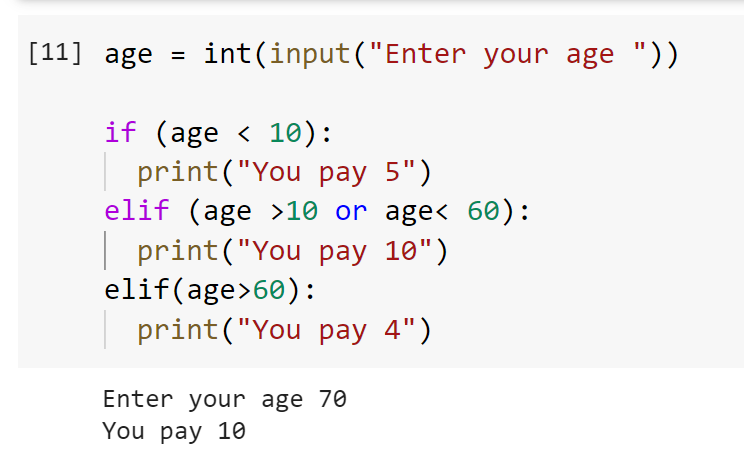 [11] age = int(input("Enter your age "))
if (age < 10):
print("You pay 5")
elif (age >10 or age< 60):
print("You pay 10")
elif(age>60):
print("You pay 4")
Enter your age 70
You pay 10